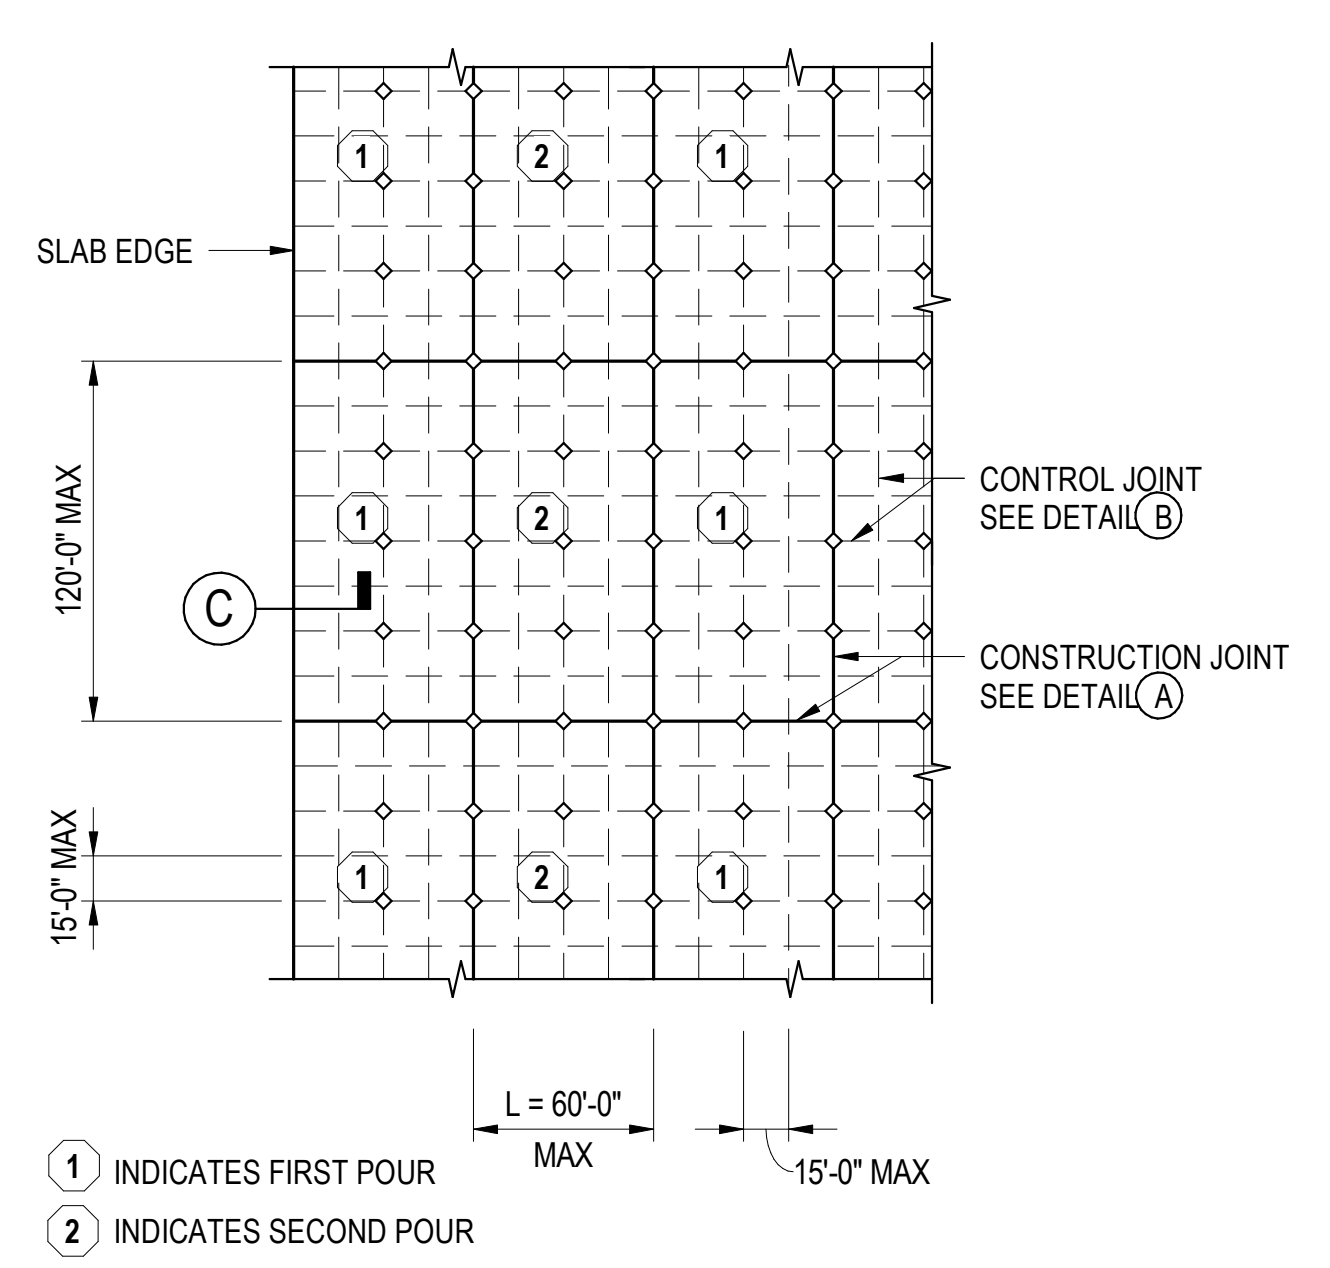 1
2
1
SLAB EDGE
120'-0" MAX
1
2
1
CONTROL JOINT
SEE DETAIL B
C
CONSTRUCTION JOINT
SEE DETAIL A
15'-0" MAX
1
2
1
L = 60'-0"
MAX
15'-0" MAX
1 INDICATES FIRST POUR
2 INDICATES SECOND POUR